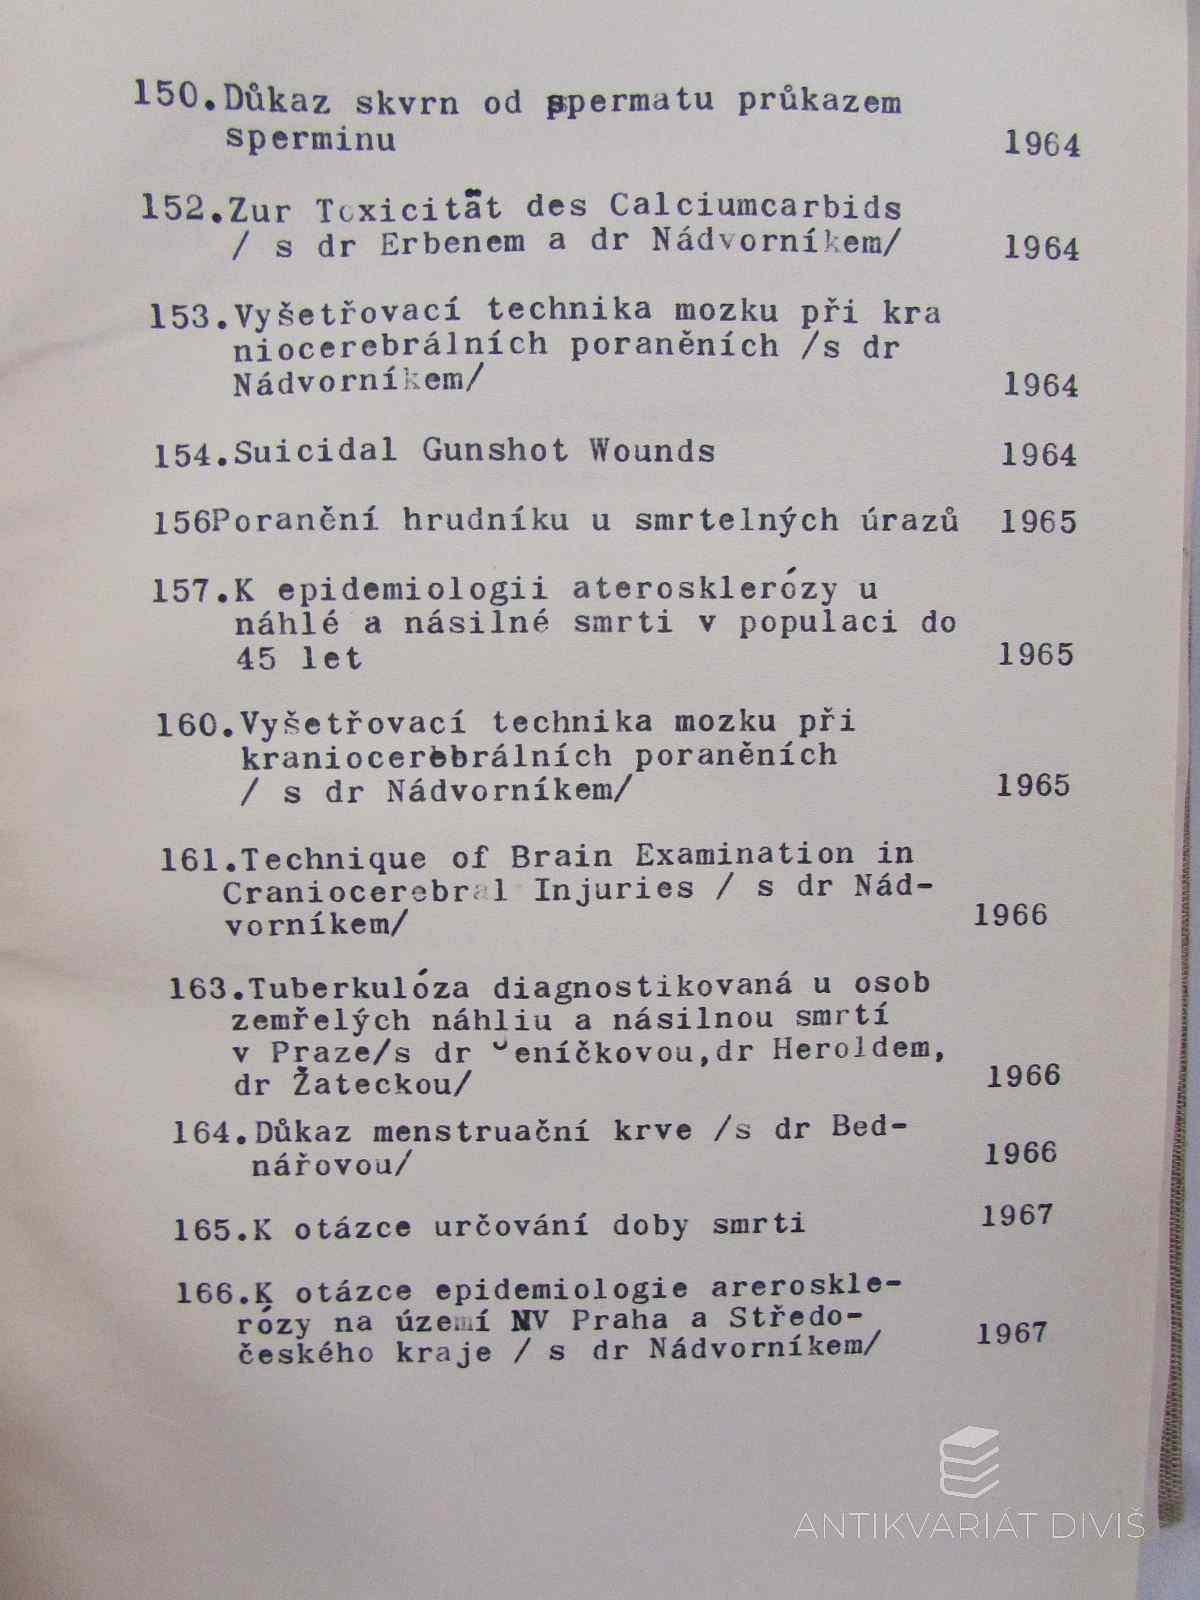 150.Důkaz skvrn od spermatu průkazem
sperminu 1964
152.Zur Toxicität des Calciumcarbids
/ s dr Erbenem a dr Nádvorníkem/ 1964
153.Vyšetřovací technika mozku při kra
niocerebrálních poraněních /s dr
Nádvorníkem/ 1964
154.Suicidal Gunshot Wounds 1964
156Poranění hrudníku u smrtelných úrazů 1965
157.K epidemiologii aterosklerózy u
náhlé a násilné smrti v populaci do
45 let 1965
160.Vyšetřovací technika mozku při
kraniocerebrálních poraněních
/ s dr Nádvorníkem/ 1965
161.Technique of Brain Examination in
Craniocerebral Injuries / s dr Nád-
vorníkem/ 1966
163.Tuberkulóza diagnostikovaná u osob
zemřelých náhliu a násilnou smrtí
v Praze/s dr ˇeníčkovou,dr Heroldem,
dr Žateckou/ 1966
164.Důkaz menstruační krve /s dr Bed-
nářovou/ 1966
165.K otázce určování doby smrti 1967
166.K otázce epidemiologie areroskle-
rózy na území NV Praha a Středo-
českého kraje / s dr Nádvorníkem/ 1967
ANTIKVARIÁT DIVIŠ